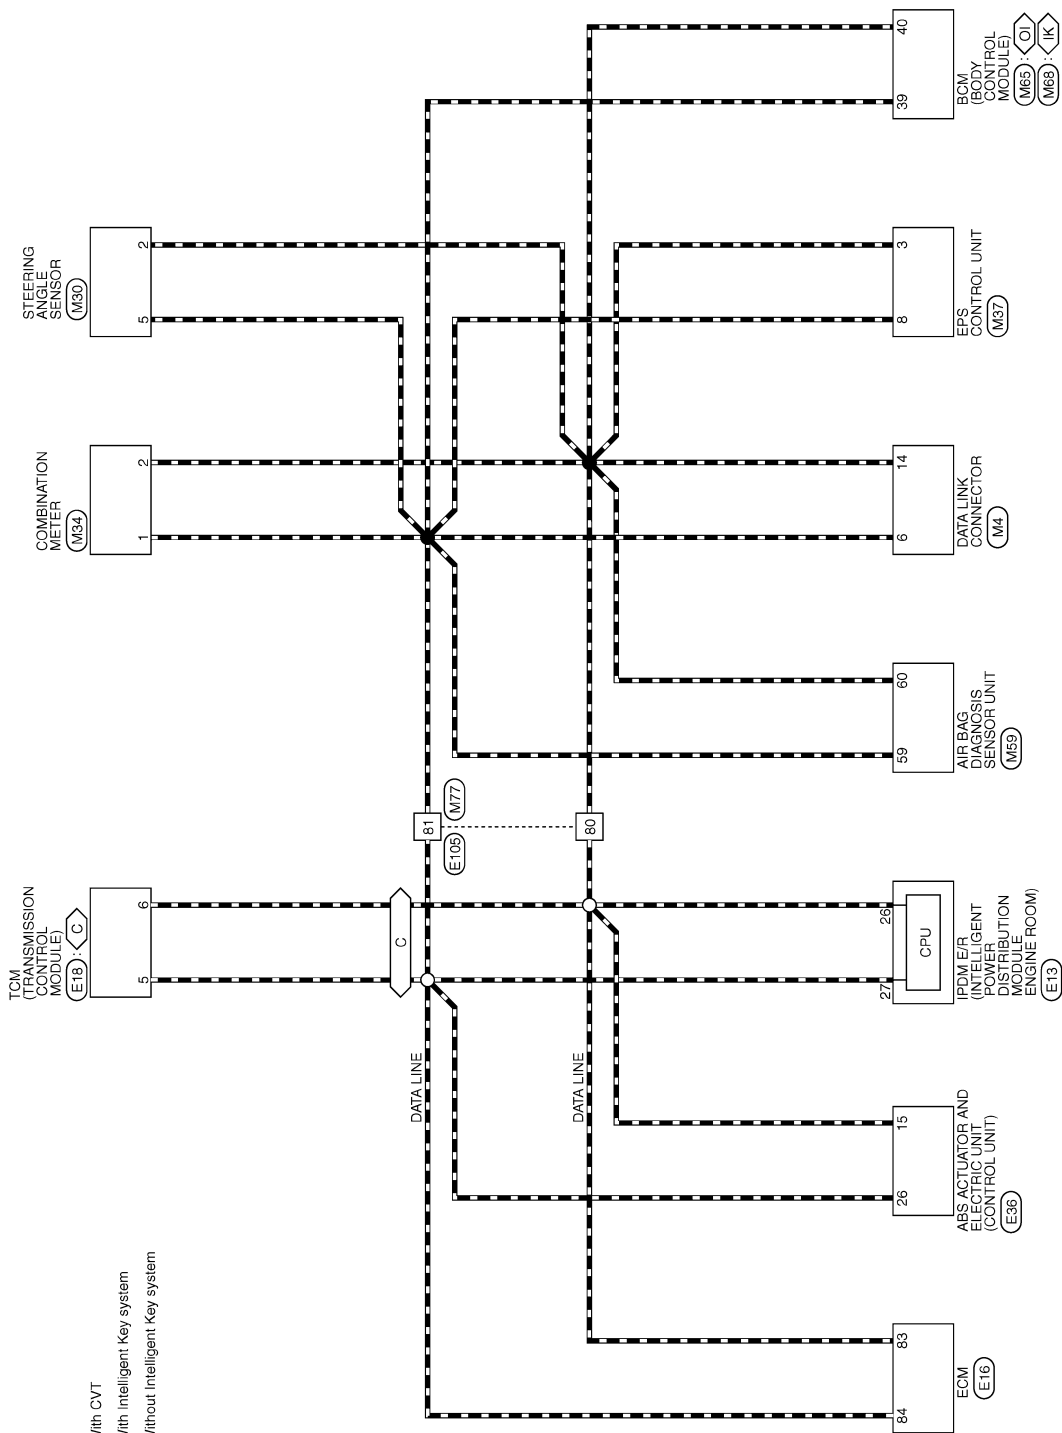 /ith CVT
/ith Intelligent Key system
/ithout Intelligent Key system
TCM
(TRANSMISSION
CONTROL
MODULE)
E18 : C
5
6
COMBINATION
METER
M34
1
2
STEERING
ANGLE
SENSOR
M30
5
2
C
DATA LINE
81
E105
M77
DATA LINE
80
84
83
ECM
E16
26
15
ABS ACTUATOR AND
ELECTRIC UNIT
(CONTROL UNIT)
E36
27
26
CPU
IPDM E/R
(INTELLIGENT
POWER
DISTRIBUTION
MODULE
ENGINE ROOM)
E13
59
60
AIR BAG
DIAGNOSIS
SENSOR UNIT
M59
6
14
DATA LINK
CONNECTOR
M4
8
3
EPS
CONTROL UNIT
M37
39
40
BCM
(BODY
CONTROL
MODULE)
M65 : OI
M68 : IK